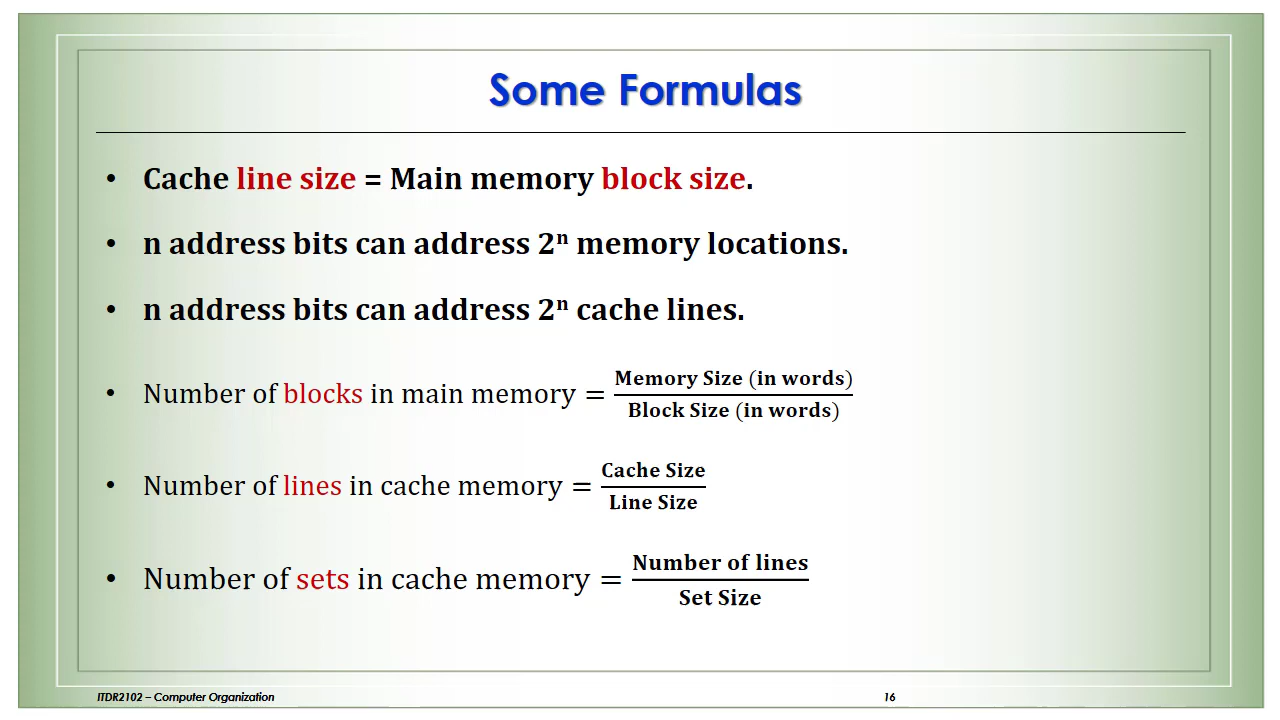 Some Formulas
• Cache line size = Main memory block size.
• n address bits can address 2ⁿ memory locations.
• n address bits can address 2ⁿ cache lines.
• Number of blocks in main memory = Memory Size (in words) / Block Size (in words)
• Number of lines in cache memory = Cache Size / Line Size
• Number of sets in cache memory = Number of lines / Set Size
ITDR2102 – Computer Organization 16